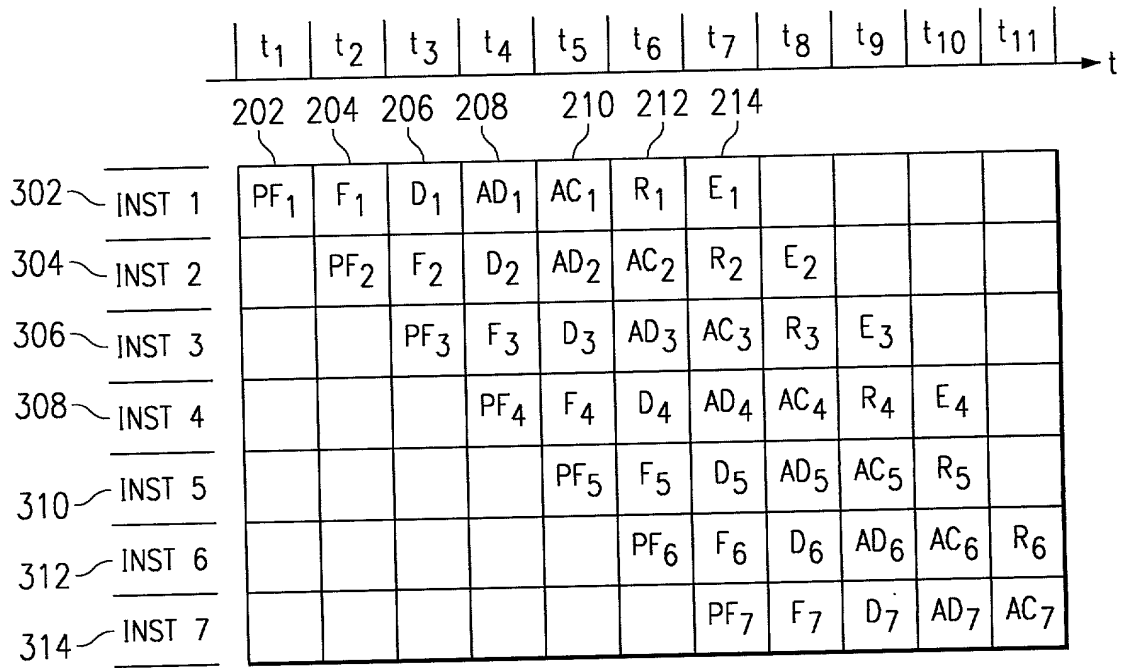 t1 t2 t3 t4 t5 t6 t7 t8 t9 t10 t11
t
202 204 206 208 210 212 214
302 INST 1 PF1 F1 D1 AD1 AC1 R1 E1
304 INST 2 PF2 F2 D2 AD2 AC2 R2 E2
306 INST 3 PF3 F3 D3 AD3 AC3 R3 E3
308 INST 4 PF4 F4 D4 AD4 AC4 R4 E4
310 INST 5 PF5 F5 D5 AD5 AC5 R5
312 INST 6 PF6 F6 D6 AD6 AC6 R6
314 INST 7 PF7 F7 D7 AD7 AC7